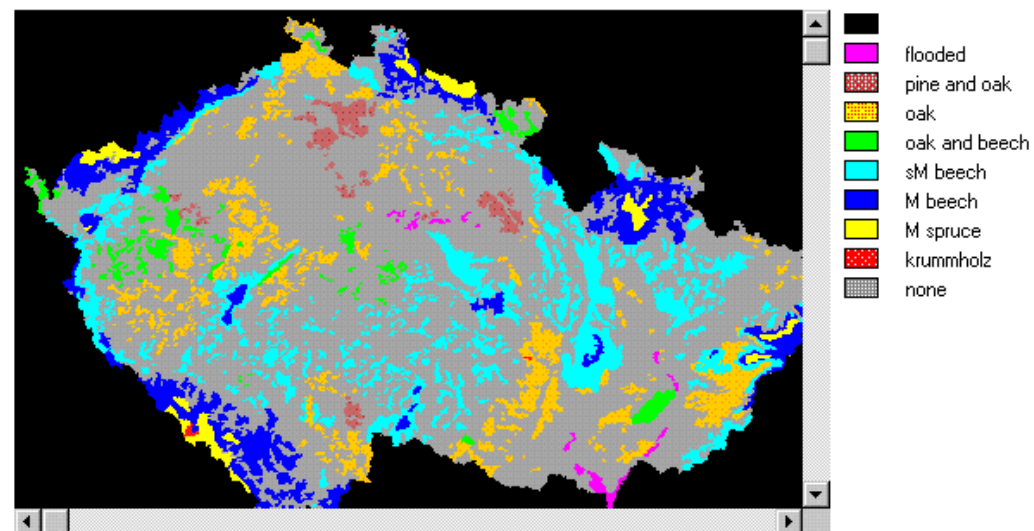 flooded
pine and oak
oak
oak and beech
sM beech
M beech
M spruce
krummholz
none